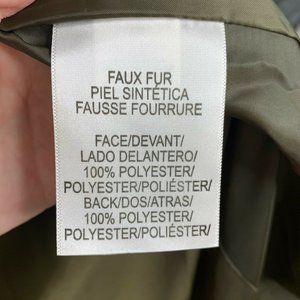 FAUX FUR
PIEL SINTÉTICA
FAUSSE FOURRURE
FACE/DEVANT/
LADO DELANTERO/
100% POLYESTER/
POLYESTER/POLIÉSTER/
BACK/DOS/ATRAS/
100% POLYESTER/
POLYESTER/POLIÉSTER/